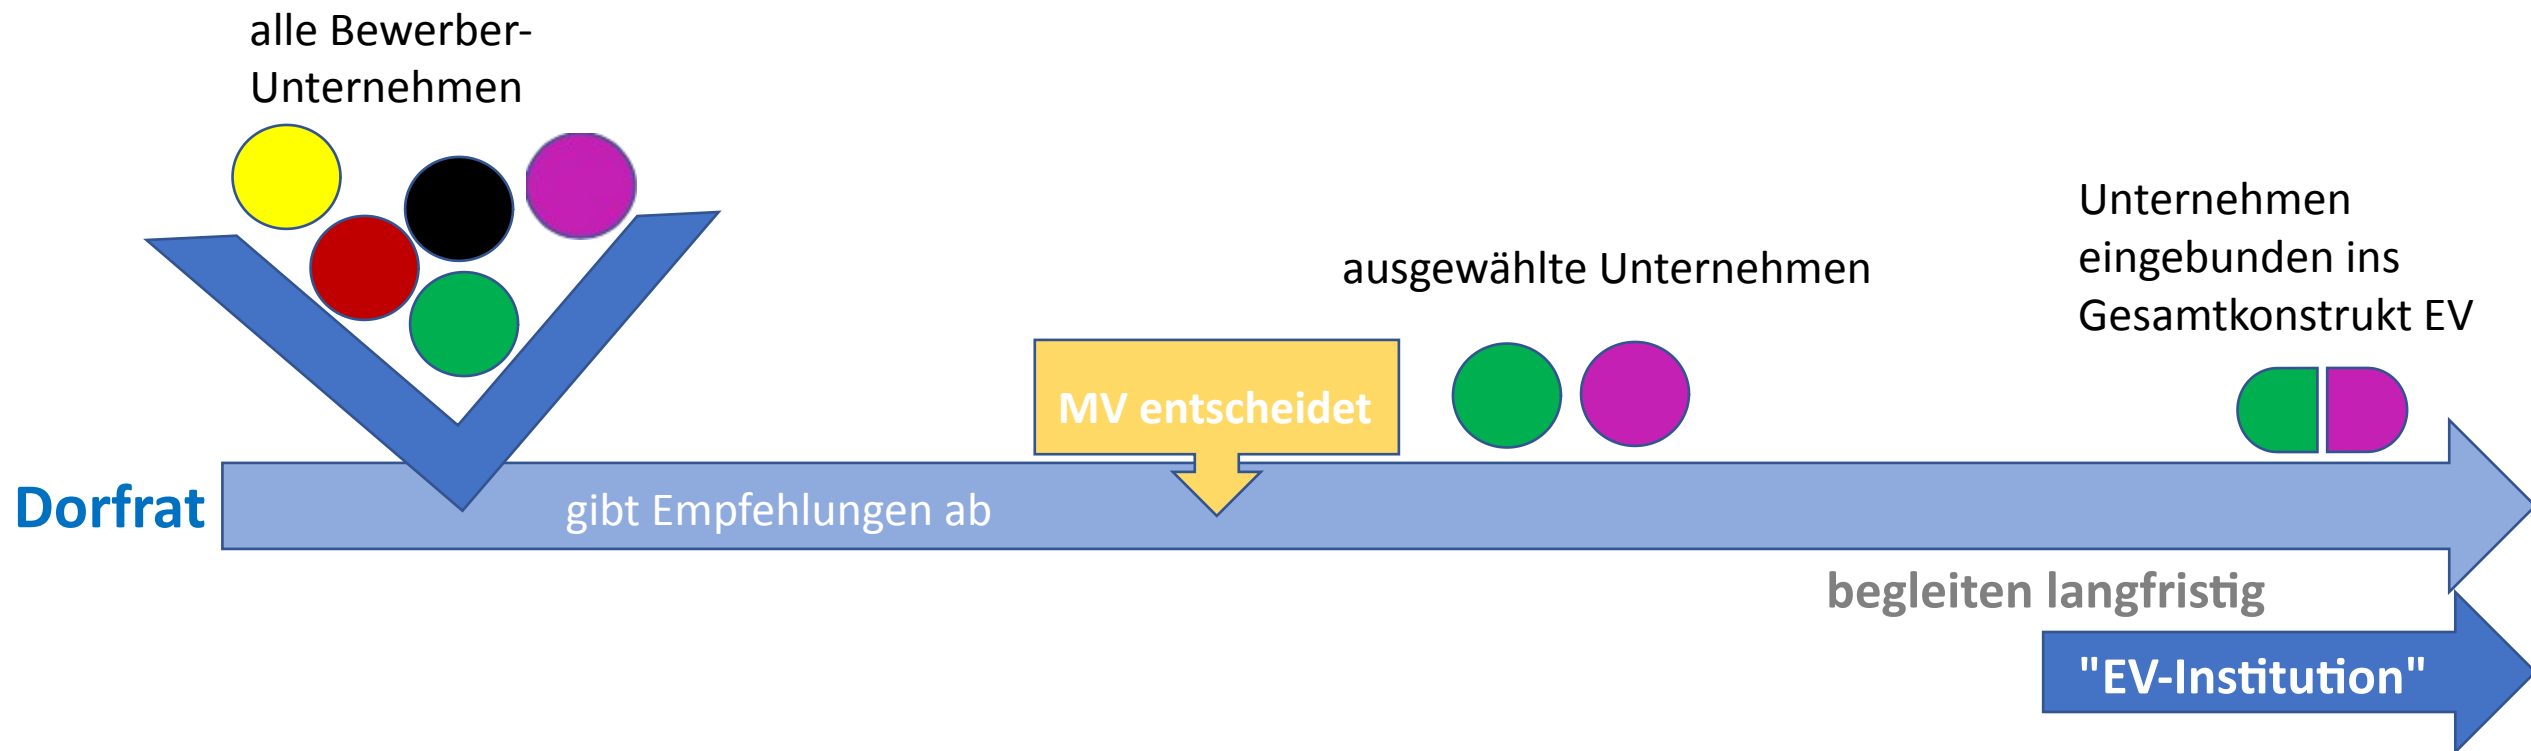 alle Bewerber-
Unternehmen
Unternehmen
eingebunden ins
Gesamtkonstrukt EV
ausgewählte Unternehmen
MV entscheidet
Dorfrat
gibt Empfehlungen ab
begleiten langfristig
"EV-Institution"